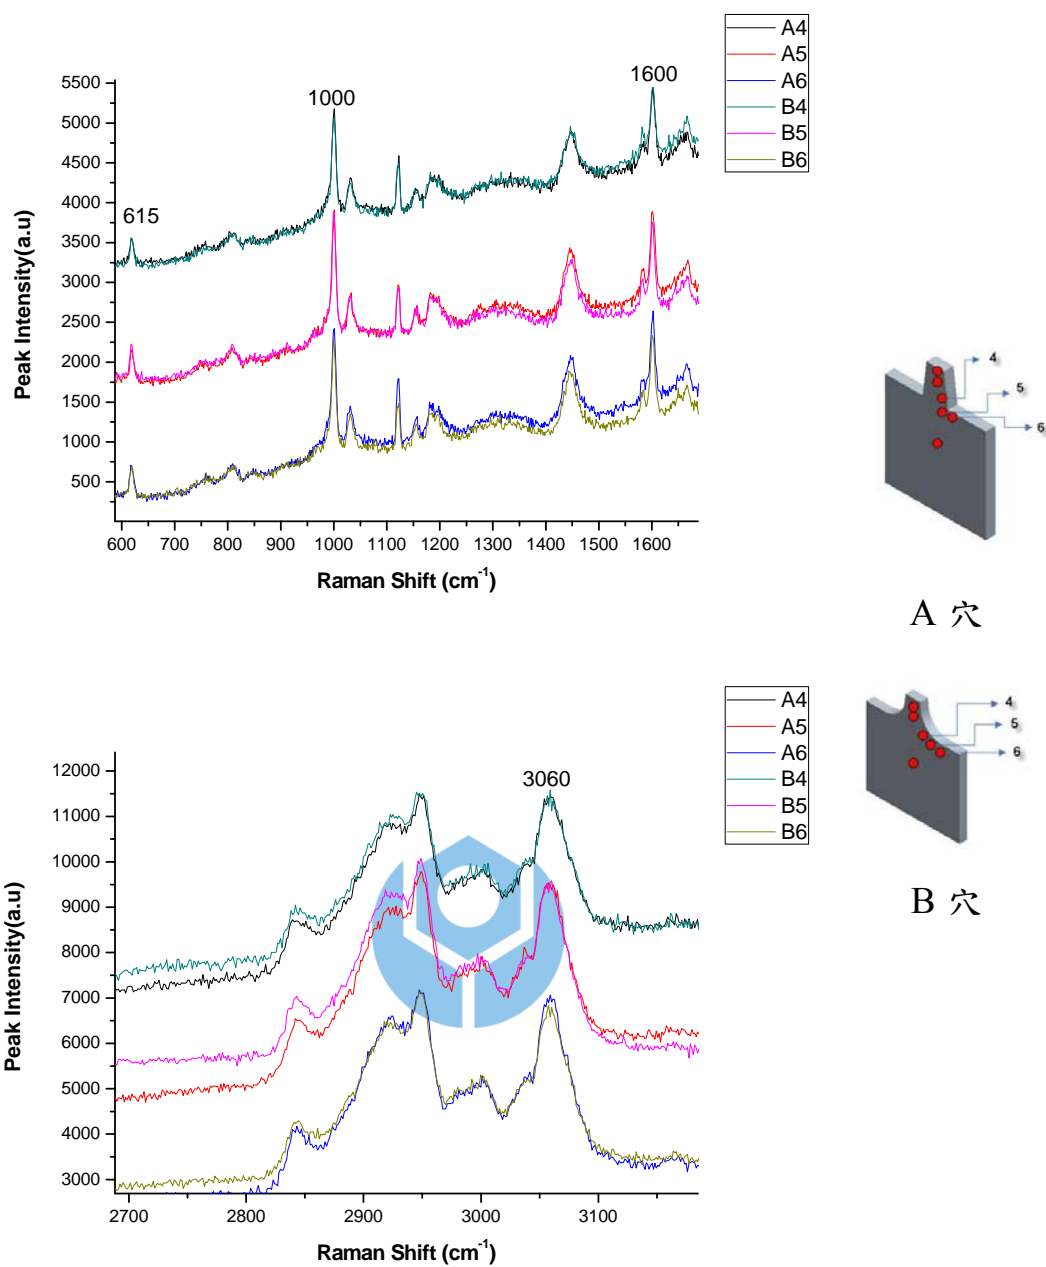 A4
A5
A6
B4
B5
B6
5500
5000
4500
4000
3500
3000
2500
2000
1500
1000
500
Peak Intensity(a.u)
615
1000
1600
600 700 800 900 1000 1100 1200 1300 1400 1500 1600
Raman Shift (cm⁻¹)
4
5
6
A 穴
A4
A5
A6
B4
B5
B6
12000
11000
10000
9000
8000
7000
6000
5000
4000
3000
Peak Intensity(a.u)
3060
2700 2800 2900 3000 3100
Raman Shift (cm⁻¹)
4
5
6
B 穴